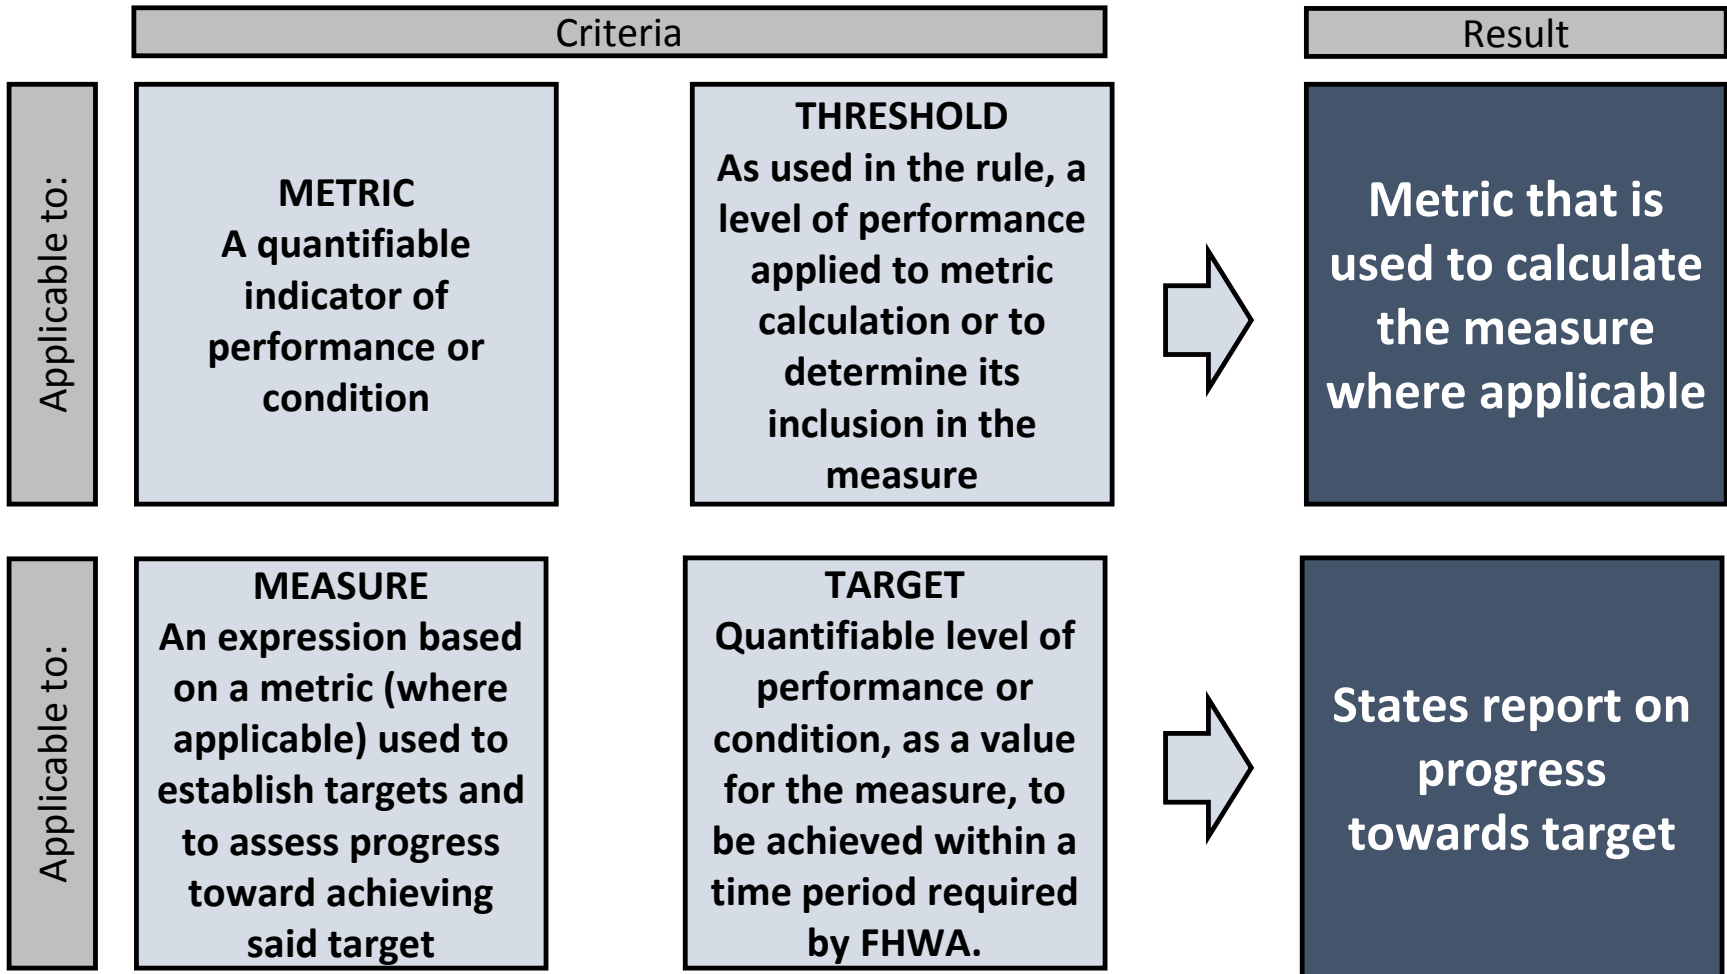 Criteria
Result
Applicable to:
METRIC
A quantifiable
indicator of
performance or
condition
THRESHOLD
As used in the rule, a
level of performance
applied to metric
calculation or to
determine its
inclusion in the
measure
Metric that is
used to calculate
the measure
where applicable
Applicable to:
MEASURE
An expression based
on a metric (where
applicable) used to
establish targets and
to assess progress
toward achieving
said target
TARGET
Quantifiable level of
performance or
condition, as a value
for the measure, to
be achieved within a
time period required
by FHWA.
States report on
progress
towards target